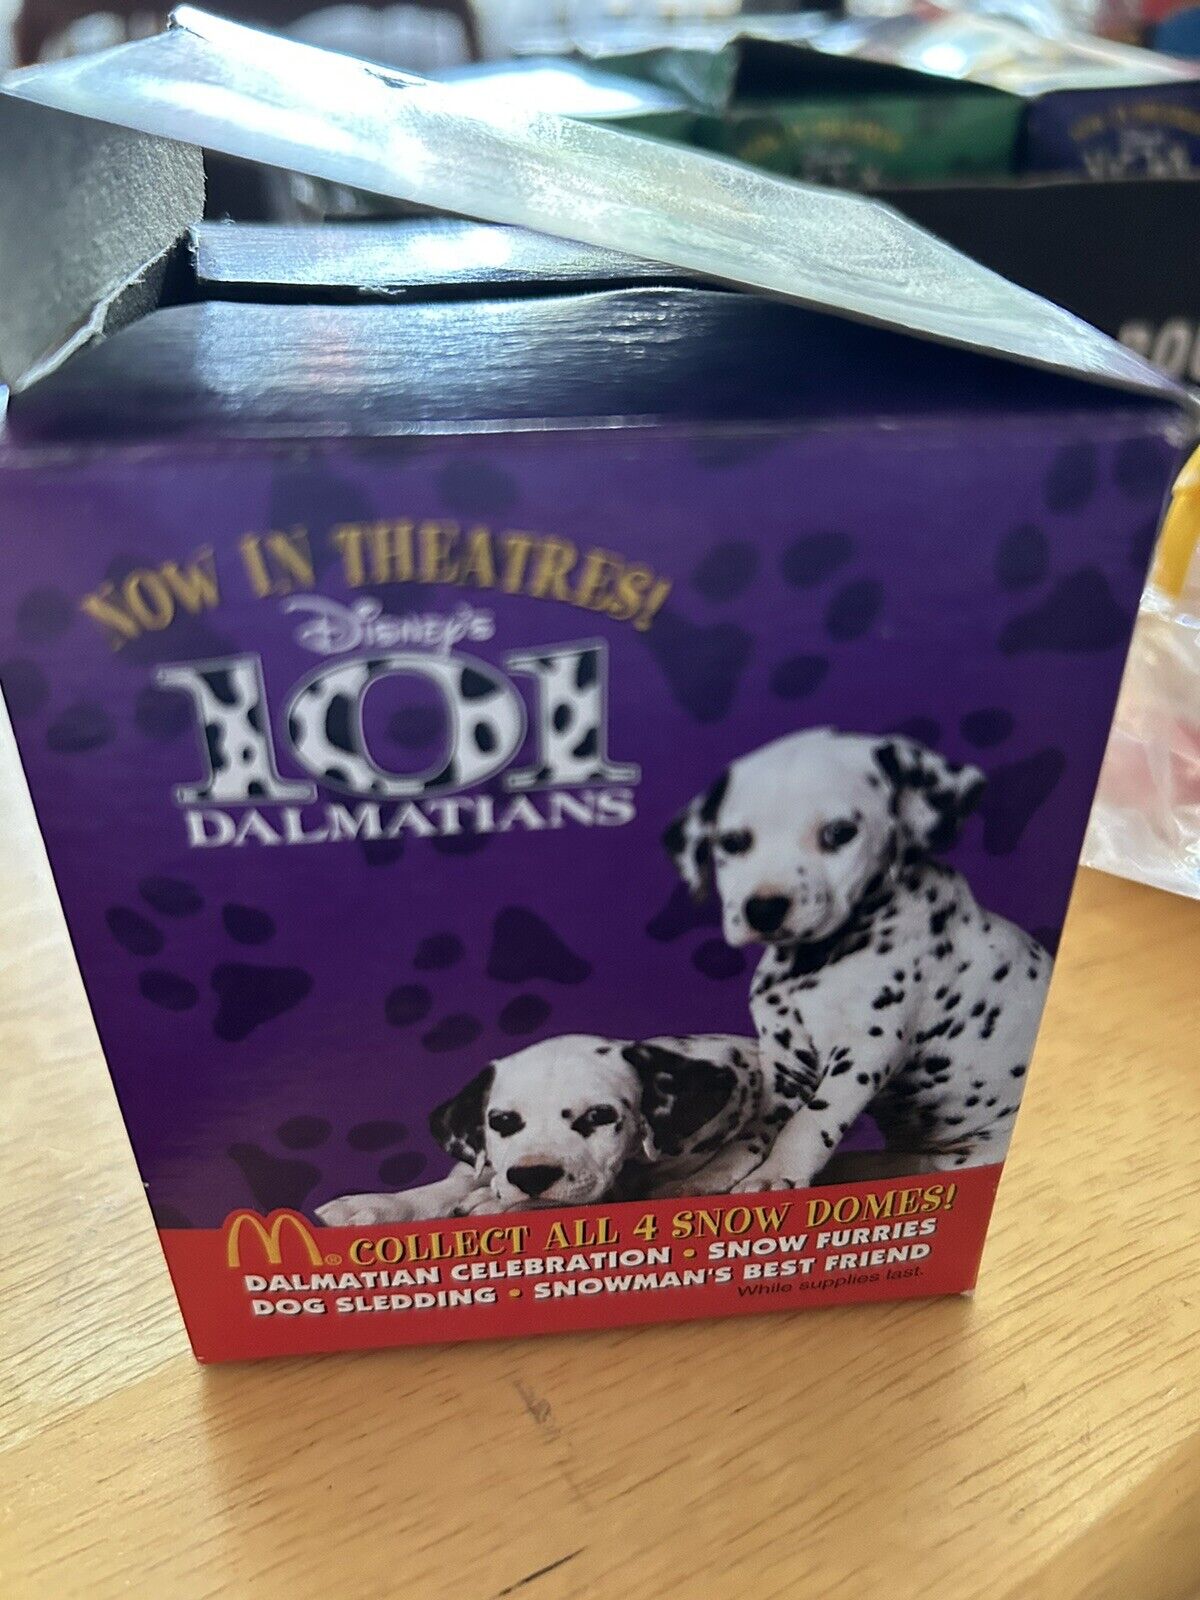 NOW IN THEATRES!
DISNEY'S
101
DALMATIANS
M® COLLECT ALL 4 SNOW DOMES!
DALMATIAN CELEBRATION • SNOW FURRIES
DOG SLEDDING • SNOWMAN'S BEST FRIEND
While supplies last.